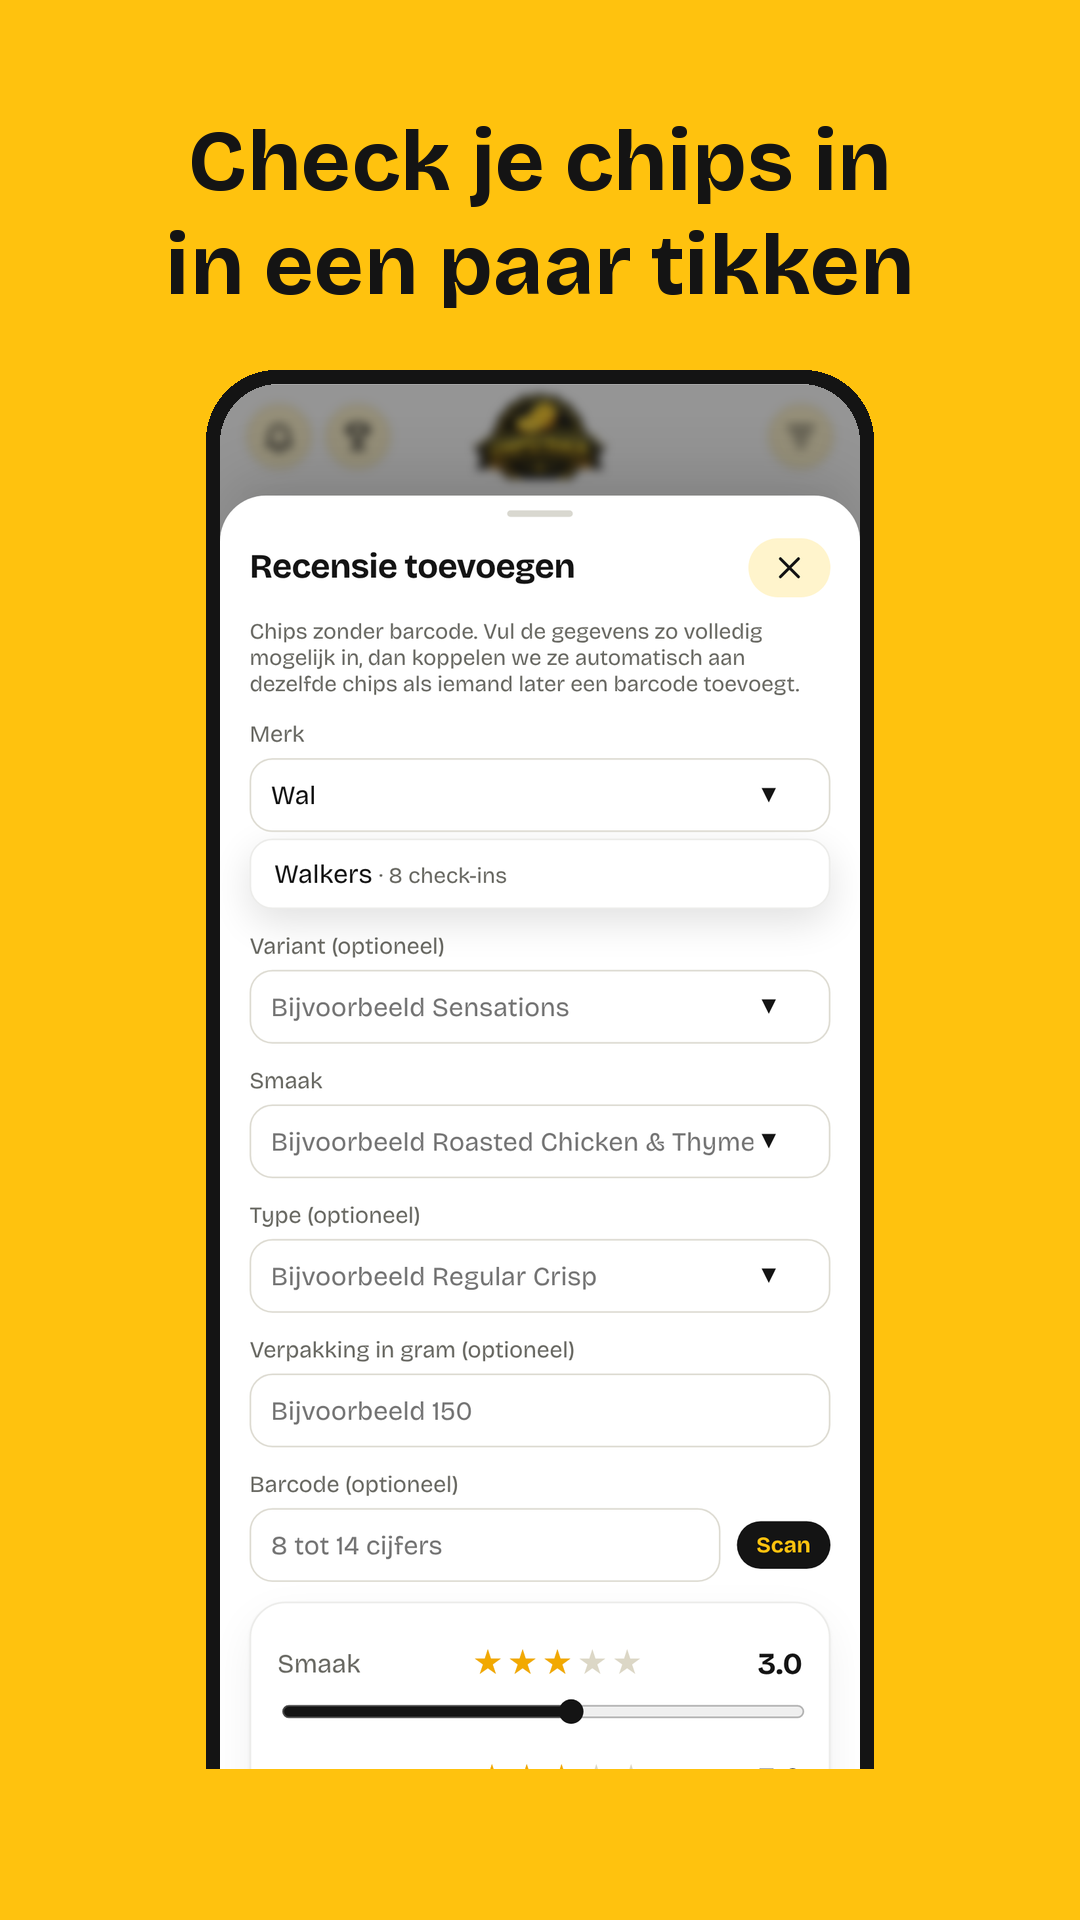 Check je chips in
in een paar tikken
Recensie toevoegen
Chips zonder barcode. Vul de gegevens zo volledig
mogelijk in, dan koppelen we ze automatisch aan
dezelfde chips als iemand later een barcode toevoegt.
Merk
Wal
Walkers · 8 check-ins
Variant (optioneel)
Bijvoorbeeld Sensations
Smaak
Bijvoorbeeld Roasted Chicken & Thyme
Type (optioneel)
Bijvoorbeeld Regular Crisp
Verpakking in gram (optioneel)
Bijvoorbeeld 150
Barcode (optioneel)
8 tot 14 cijfers
Scan
Smaak
3.0